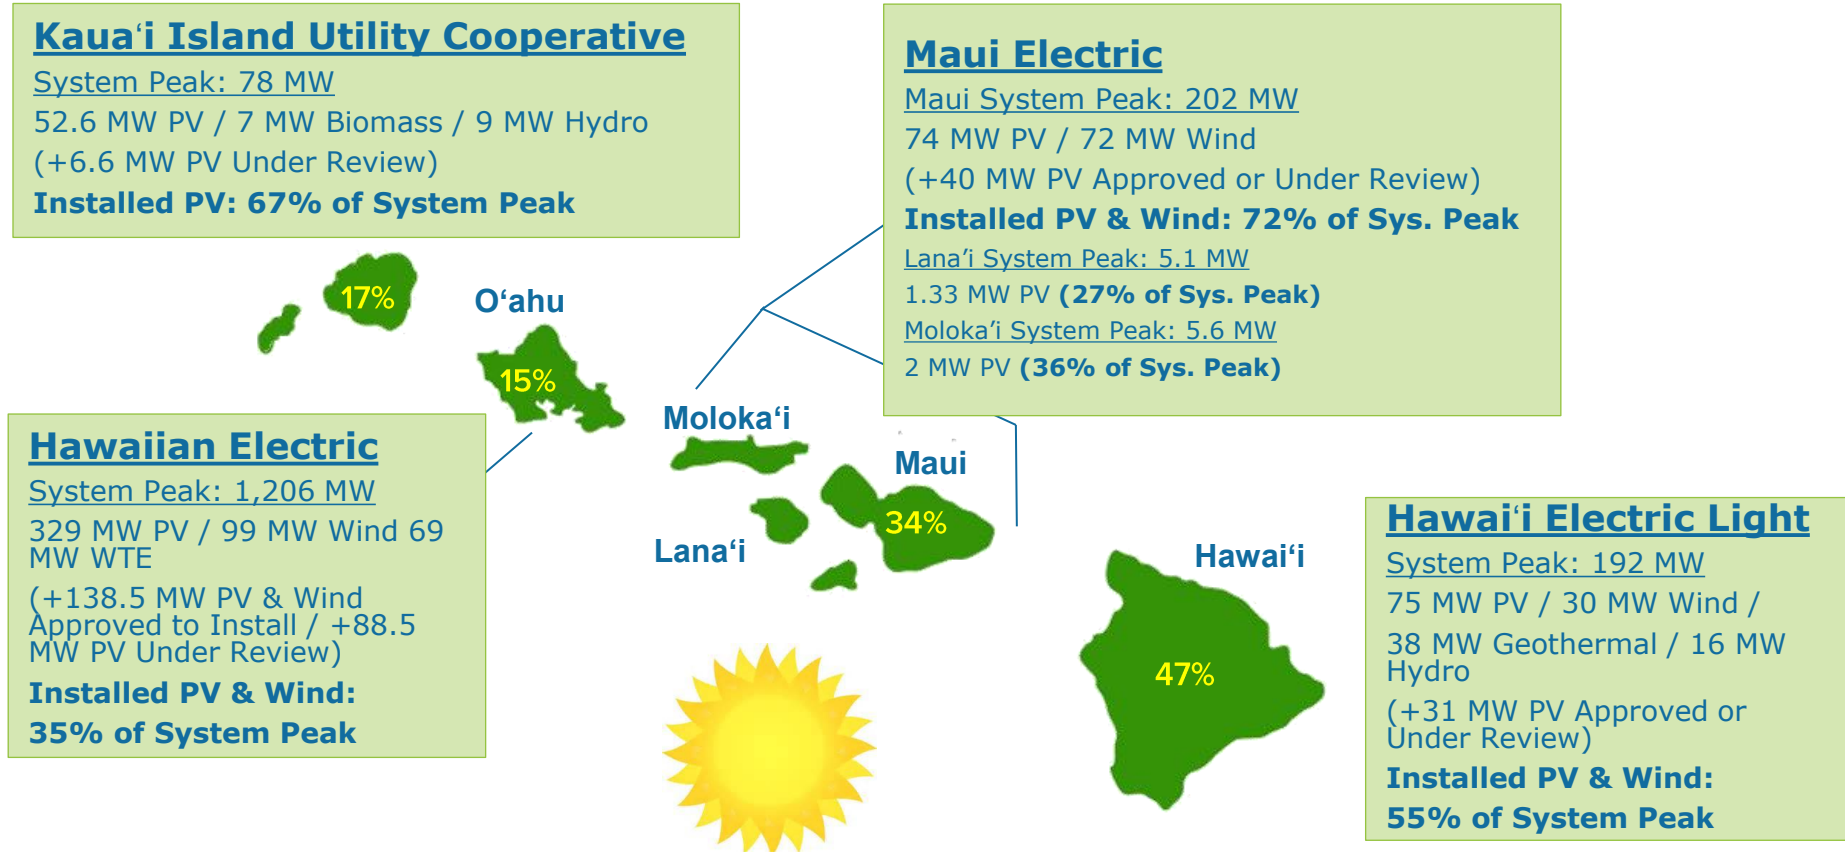 Kaua‘i Island Utility Cooperative
System Peak: 78 MW
52.6 MW PV / 7 MW Biomass / 9 MW Hydro
(+6.6 MW PV Under Review)
Installed PV: 67% of System Peak
Maui Electric
Maui System Peak: 202 MW
74 MW PV / 72 MW Wind
(+40 MW PV Approved or Under Review)
Installed PV & Wind: 72% of Sys. Peak
Lana’i System Peak: 5.1 MW
1.33 MW PV (27% of Sys. Peak)
Moloka’i System Peak: 5.6 MW
2 MW PV (36% of Sys. Peak)
17%
O‘ahu
15%
Moloka‘i
Maui
34%
Lana‘i
Hawai‘i
47%
Hawaiian Electric
System Peak: 1,206 MW
329 MW PV / 99 MW Wind 69
MW WTE
(+138.5 MW PV & Wind
Approved to Install / +88.5
MW PV Under Review)
Installed PV & Wind:
35% of System Peak
Hawai‘i Electric Light
System Peak: 192 MW
75 MW PV / 30 MW Wind /
38 MW Geothermal / 16 MW
Hydro
(+31 MW PV Approved or
Under Review)
Installed PV & Wind:
55% of System Peak